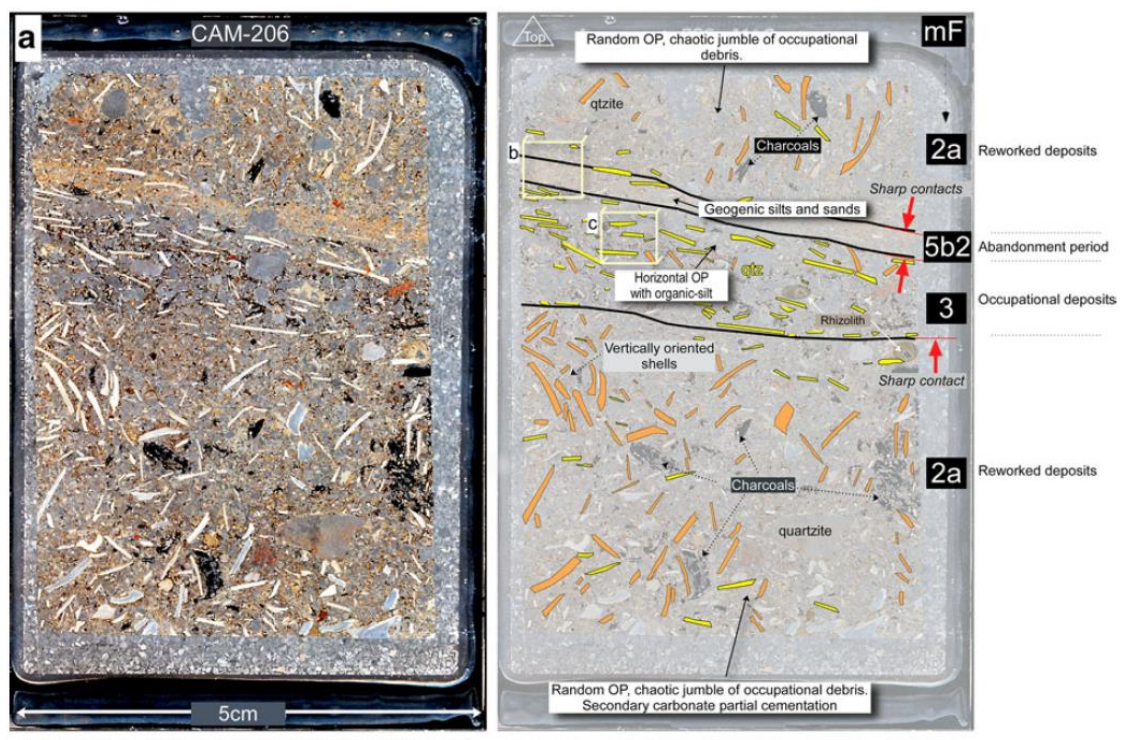 a
CAM-206
5cm
Top
mF
Random OP, chaotic jumble of occupational
debris.
qtzite
Charcoals
2a
Reworked deposits
b
Sharp contacts
Geogenic silts and sands
c
5b2
Abandonment period
qtz
Horizontal OP
with organic-silt
3
Occupational deposits
Rhizolith
Vertically oriented
shells
Sharp contact
2a
Reworked deposits
Charcoals
quartzite
Random OP, chaotic jumble of occupational debris.
Secondary carbonate partial cementation